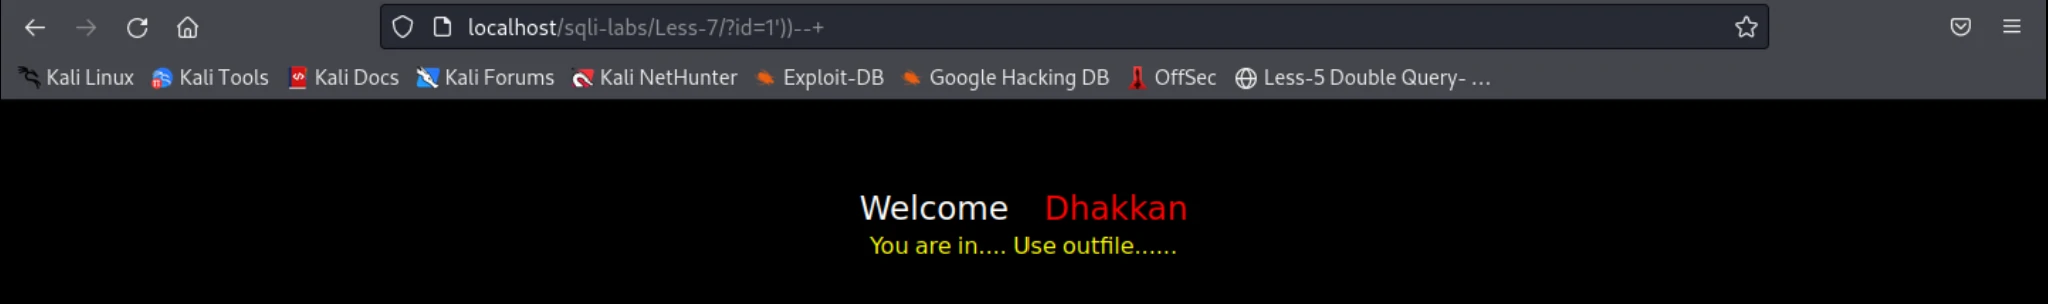 localhost/sqli-labs/Less-7/?id=1'))--+
Kali Linux Kali Tools Kali Docs Kali Forums Kali NetHunter Exploit-DB Google Hacking DB OffSec Less-5 Double Query- ...
Welcome Dhakkan
You are in.... Use outfile......